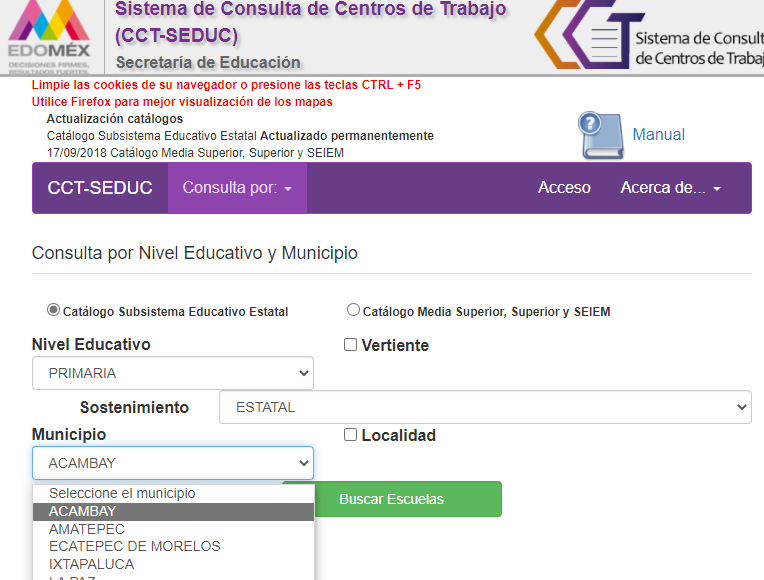 Sistema de Consulta de Centros de Trabajo
(CCT-SEDUC)
Secretaría de Educación
EDOMÉX
DECISIONES FIRMES,
RESULTADOS FUERTES.
CT
Sistema de Consult
de Centros de Trabaj
Limpie las cookies de su navegador o presione las teclas CTRL + F5
Utilice Firefox para mejor visualización de los mapas
Actualización catálogos
Catálogo Subsistema Educativo Estatal Actualizado permanentemente
17/09/2018 Catálogo Media Superior, Superior y SEIEM
? Manual
CCT-SEDUC Consulta por: Acceso Acerca de...
Consulta por Nivel Educativo y Municipio
Catálogo Subsistema Educativo Estatal Catálogo Media Superior, Superior y SEIEM
Nivel Educativo Vertiente
PRIMARIA
Sostenimiento ESTATAL
Municipio Localidad
ACAMBAY
Seleccione el municipio Buscar Escuelas
ACAMBAY
AMATEPEC
ECATEPEC DE MORELOS
IXTAPALUCA
LA PAZ